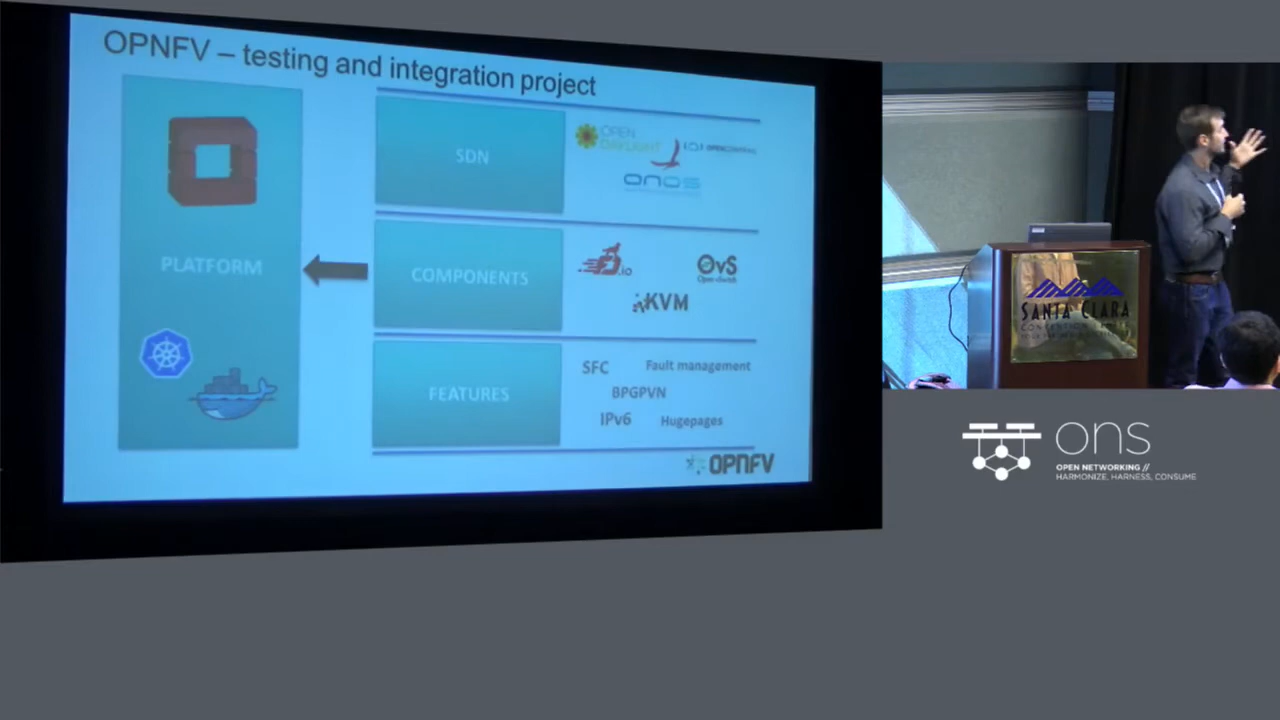 OPNFV – testing and integration project
PLATFORM
SDN
OPEN
DAYLIGHT
OPENCONTRAIL
onos
COMPONENTS
.io
OvS
Open vSwitch
KVM
FEATURES
SFC
Fault management
BPGPVN
IPv6
Hugepages
OPNFV
SANTA CLARA
ons
OPEN NETWORKING //
HARMONIZE, HARNESS, CONSUME